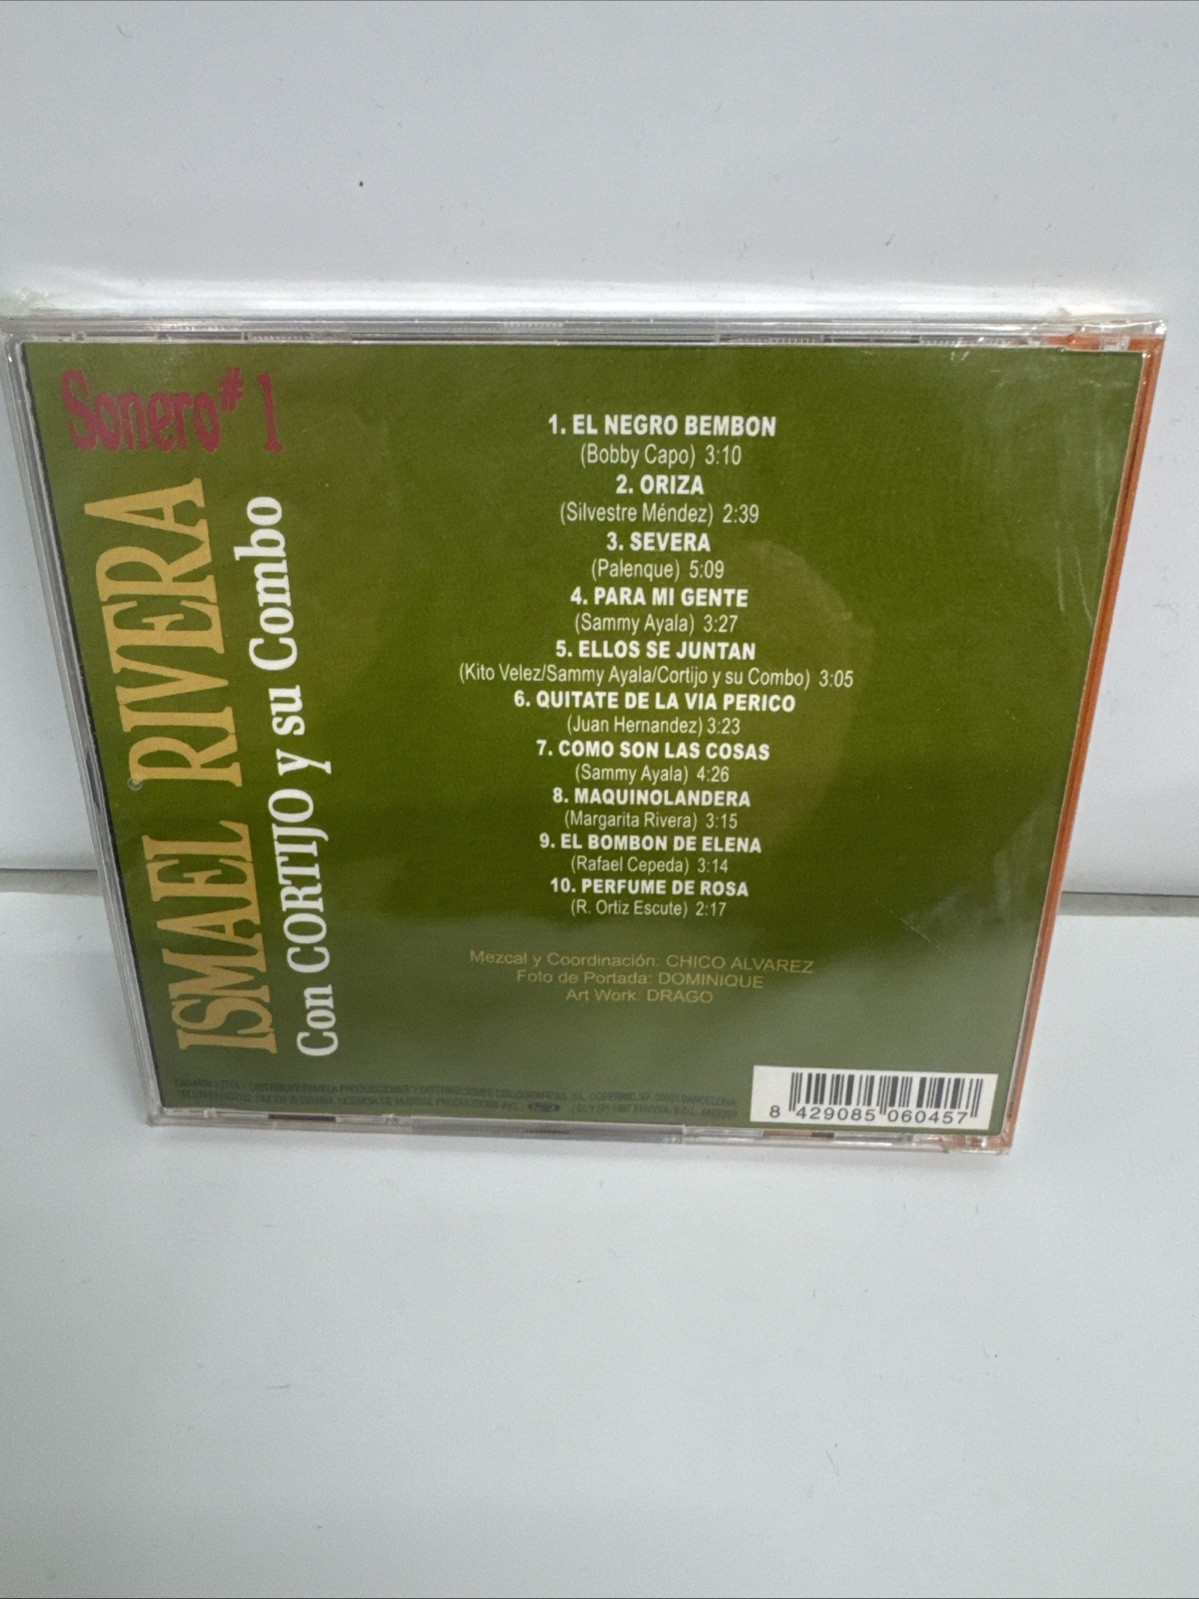 Sonero #1
ISMAEL RIVERA
Con CORTIJO y su Combo
1. EL NEGRO BEMBON
(Bobby Capo) 3:10
2. ORIZA
(Silvestre Méndez) 2:39
3. SEVERA
(Palenque) 5:09
4. PARA MI GENTE
(Sammy Ayala) 3:27
5. ELLOS SE JUNTAN
(Kito Velez/Sammy Ayala/Cortijo y su Combo) 3:05
6. QUITATE DE LA VIA PERICO
(Juan Hernandez) 3:23
7. COMO SON LAS COSAS
(Sammy Ayala) 4:26
8. MAQUINOLANDERA
(Margarita Rivera) 3:15
9. EL BOMBON DE ELENA
(Rafael Cepeda) 3:14
10. PERFUME DE ROSA
(R. Ortiz Escute) 2:17
Mezcal y Coordinación: CHICO ALVAREZ
Foto de Portada: DOMINIQUE
Art Work: DRAGO
8 429085 060457